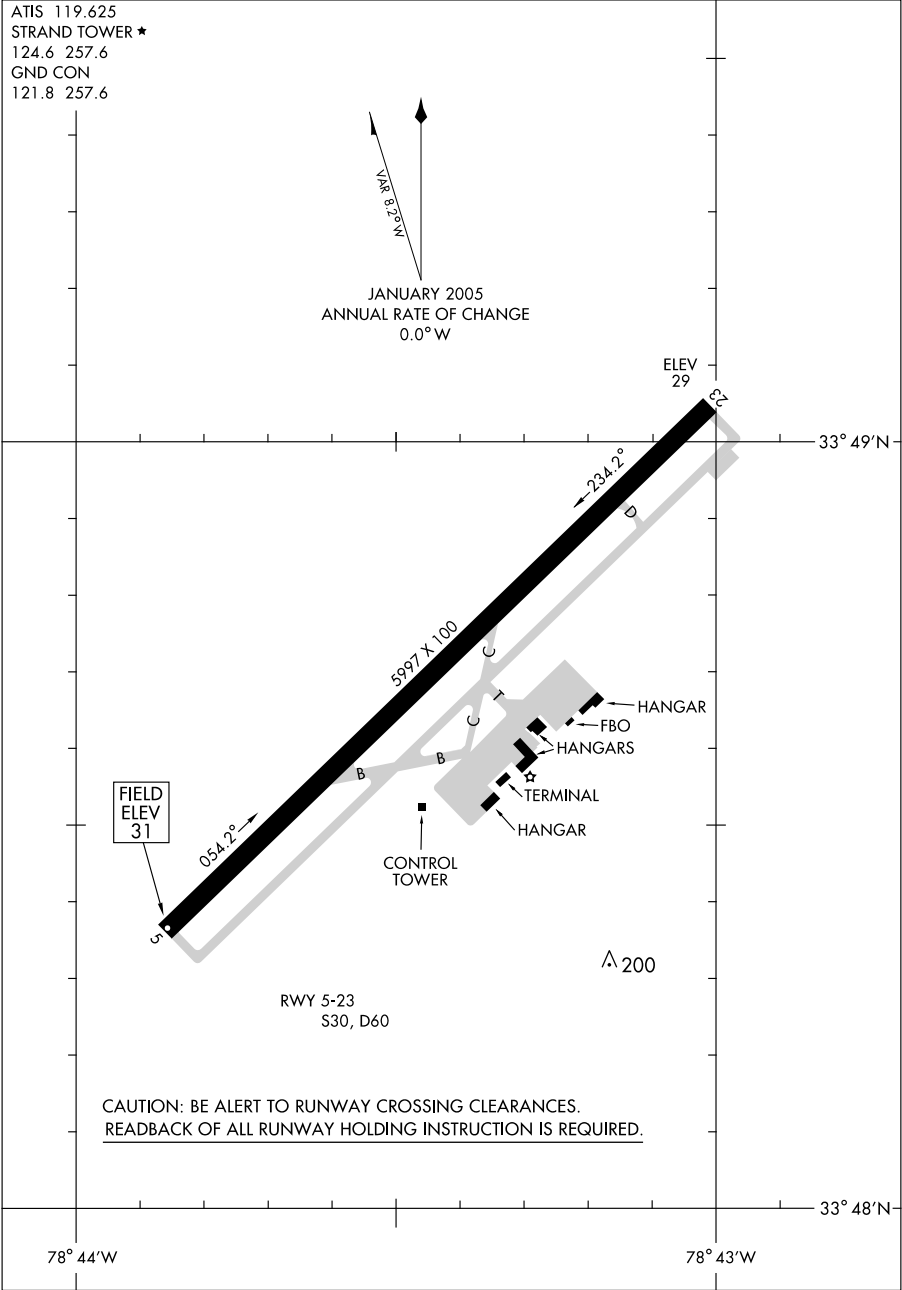 ATIS 119.625
STRAND TOWER ★
124.6 257.6
GND CON
121.8 257.6
VAR 8.2° W
JANUARY 2005
ANNUAL RATE OF CHANGE
0.0° W
ELEV
29
23
33° 49'N
234.2°
D
5997 X 100
C
T
C
HANGAR
FBO
HANGARS
B
B
TERMINAL
HANGAR
FIELD
ELEV
31
054.2°
CONTROL
TOWER
5
200
RWY 5-23
S30, D60
CAUTION: BE ALERT TO RUNWAY CROSSING CLEARANCES.
READBACK OF ALL RUNWAY HOLDING INSTRUCTION IS REQUIRED.
33° 48'N
78° 44'W
78° 43'W